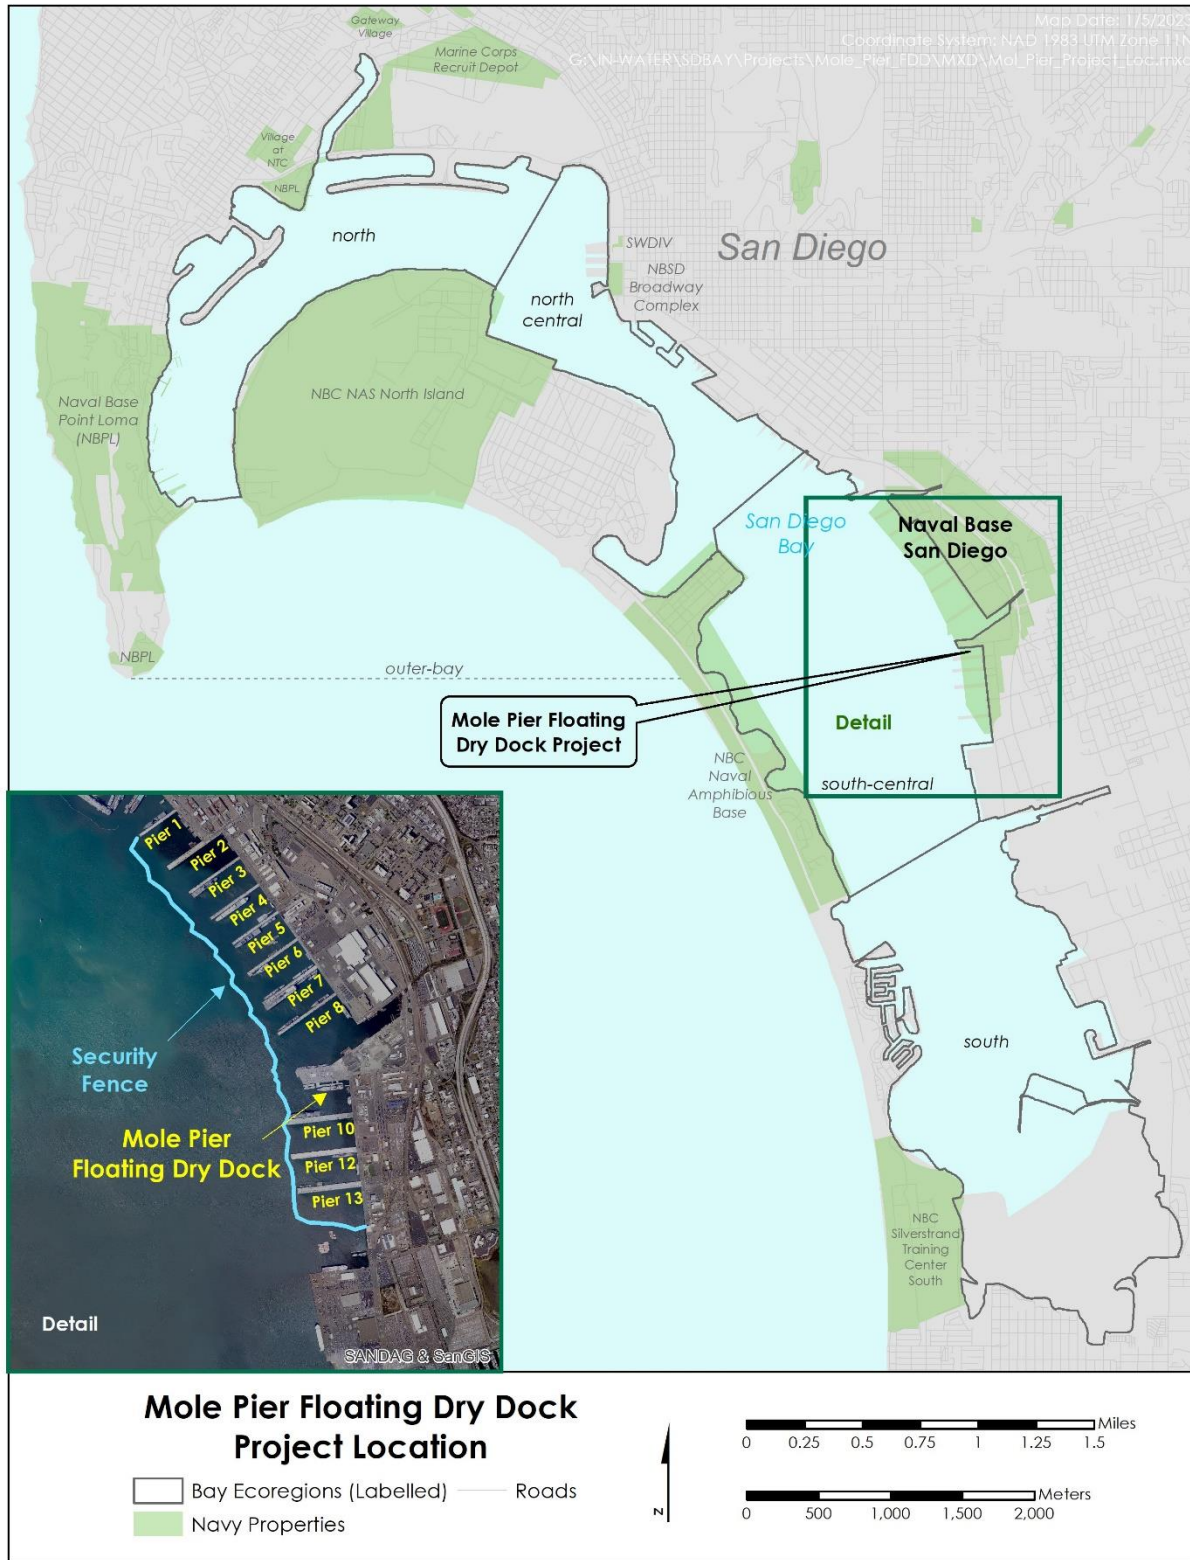 Map Date: 1/5/2023
Coordinate System: NAD 1983 UTM Zone 11N
G:\IN-WATER\SDBAY\Projects\Mole_Pier_FDD\MXD\Mol_Pier_Project_Loc.mxd
Gateway
Village
Marine Corps
Recruit Depot
Village
at
NTC
NBPL
north
SWDIV
NBSD
Broadway
Complex
San Diego
north
central
NBC NAS North Island
Naval Base
Point Loma
(NBPL)
San Diego
Bay
Naval Base
San Diego
NBPL
outer-bay
Mole Pier Floating
Dry Dock Project
Detail
NBC
Naval
Amphibious
Base
south-central
south
NBC
Silverstrand
Training
Center
South
Pier 1
Pier 2
Pier 3
Pier 4
Pier 5
Pier 6
Pier 7
Pier 8
Security
Fence
Mole Pier
Floating Dry Dock
Pier 10
Pier 12
Pier 13
Detail
SANDAG & SanGIS
Mole Pier Floating Dry Dock
Project Location
Bay Ecoregions (Labelled)
Roads
Navy Properties
N
Miles
0 0.25 0.5 0.75 1 1.25 1.5
Meters
0 500 1,000 1,500 2,000